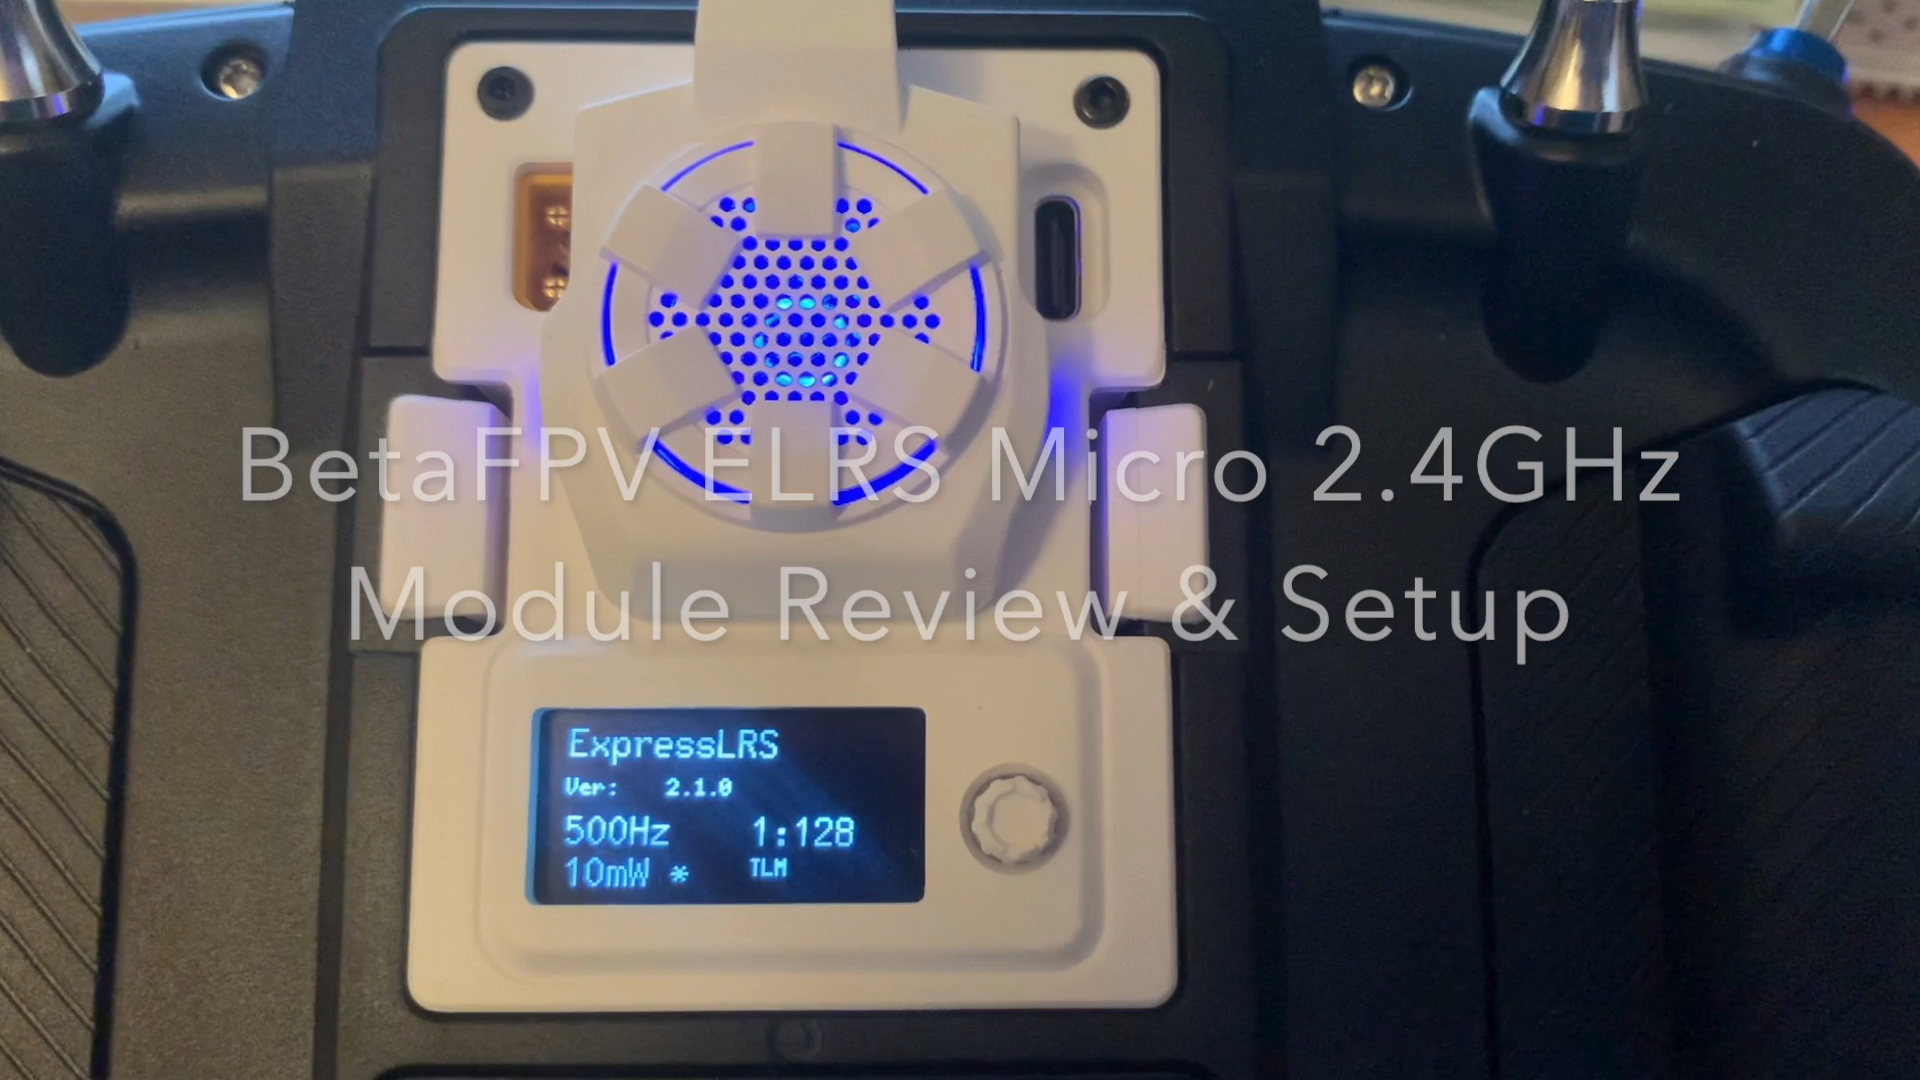 BetaFPV ELRS Micro 2.4GHz
Module Review & Setup
ExpressLRS
Ver: 2.1.0
500Hz 1:128
10mW * TLM